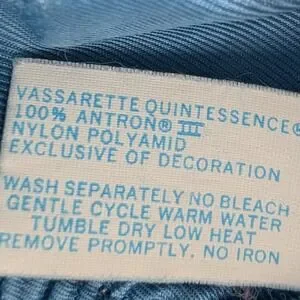 VASSARETTE QUINTESSENCE®
100% ANTRON® III
NYLON POLYAMID
EXCLUSIVE OF DECORATION
WASH SEPARATELY NO BLEACH
GENTLE CYCLE WARM WATER
TUMBLE DRY LOW HEAT
REMOVE PROMPTLY. NO IRON